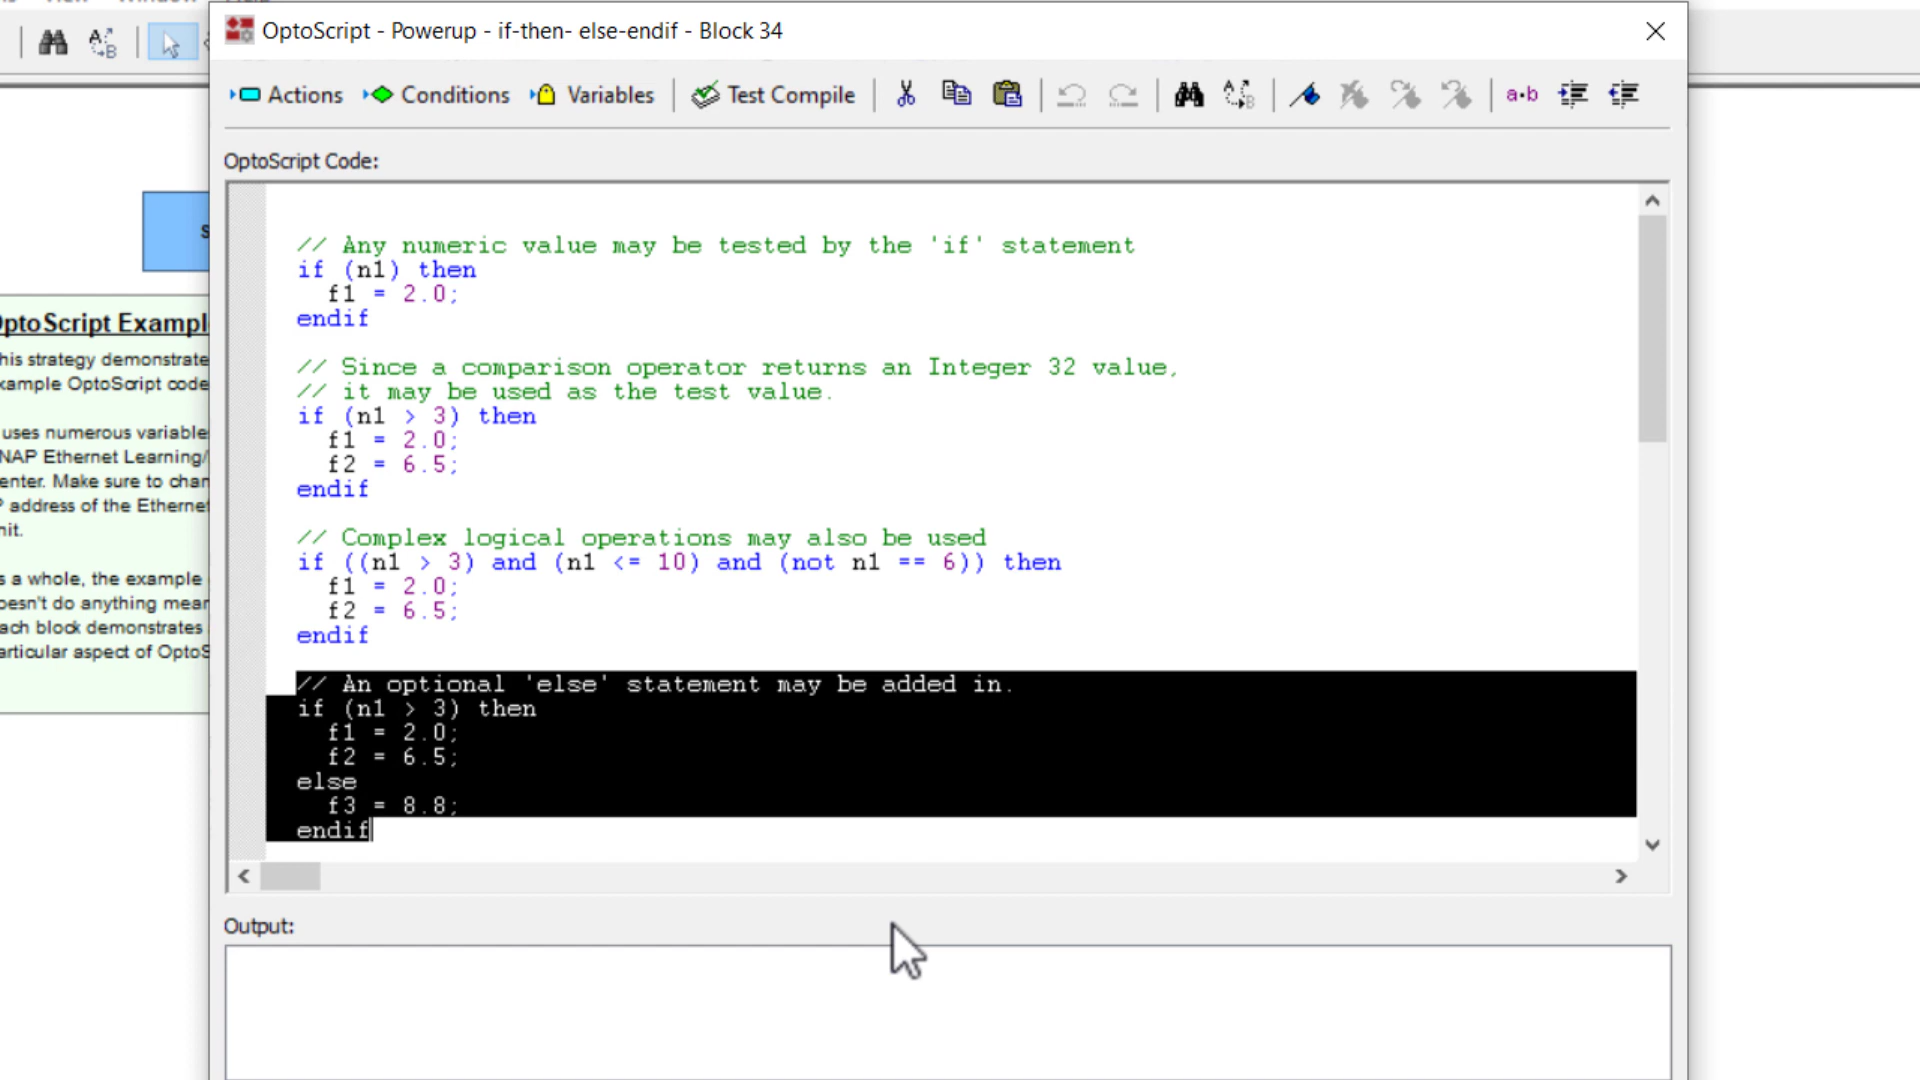 OptoScript - Powerup - if-then- else-endif - Block 34
Actions Conditions Variables Test Compile
OptoScript Code:
// Any numeric value may be tested by the 'if' statement
if (n1) then
f1 = 2.0;
endif
// Since a comparison operator returns an Integer 32 value,
// it may be used as the test value.
if (n1 > 3) then
f1 = 2.0;
f2 = 6.5;
endif
// Complex logical operations may also be used
if ((n1 > 3) and (n1 <= 10) and (not n1 == 6)) then
f1 = 2.0;
f2 = 6.5;
endif
// An optional 'else' statement may be added in.
if (n1 > 3) then
f1 = 2.0;
f2 = 6.5;
else
f3 = 8.8;
endif
Output:
ptoScript Exampl
his strategy demonstrate
xample OptoScript code
uses numerous variable
NAP Ethernet Learning/
enter. Make sure to chan
P address of the Ethernet
nit.
s a whole, the example
oesn't do anything mean
ach block demonstrates
articular aspect of OptoS